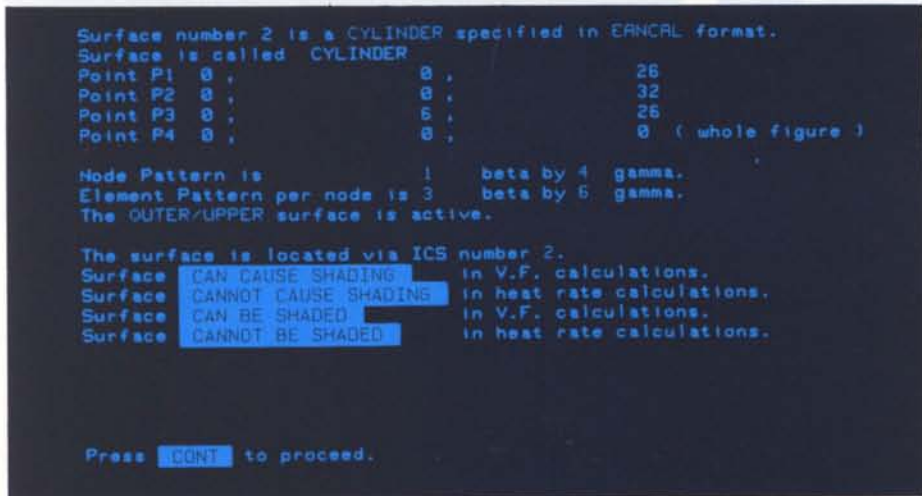 Surface number 2 is a CYLINDER specified in EANCAL format.
Surface is called CYLINDER
Point P1 0 , 0 , 26
Point P2 0 , 0 , 32
Point P3 0 , 6 , 26
Point P4 0 , 0 , 0 ( whole figure )
Node Pattern is 1 beta by 4 gamma.
Element Pattern per node is 3 beta by 6 gamma.
The OUTER/UPPER surface is active.
The surface is located via ICS number 2.
Surface CAN CAUSE SHADING in V.F. calculations.
Surface CANNOT CAUSE SHADING in heat rate calculations.
Surface CAN BE SHADED in V.F. calculations.
Surface CANNOT BE SHADED in heat rate calculations.
Press CONT to proceed.